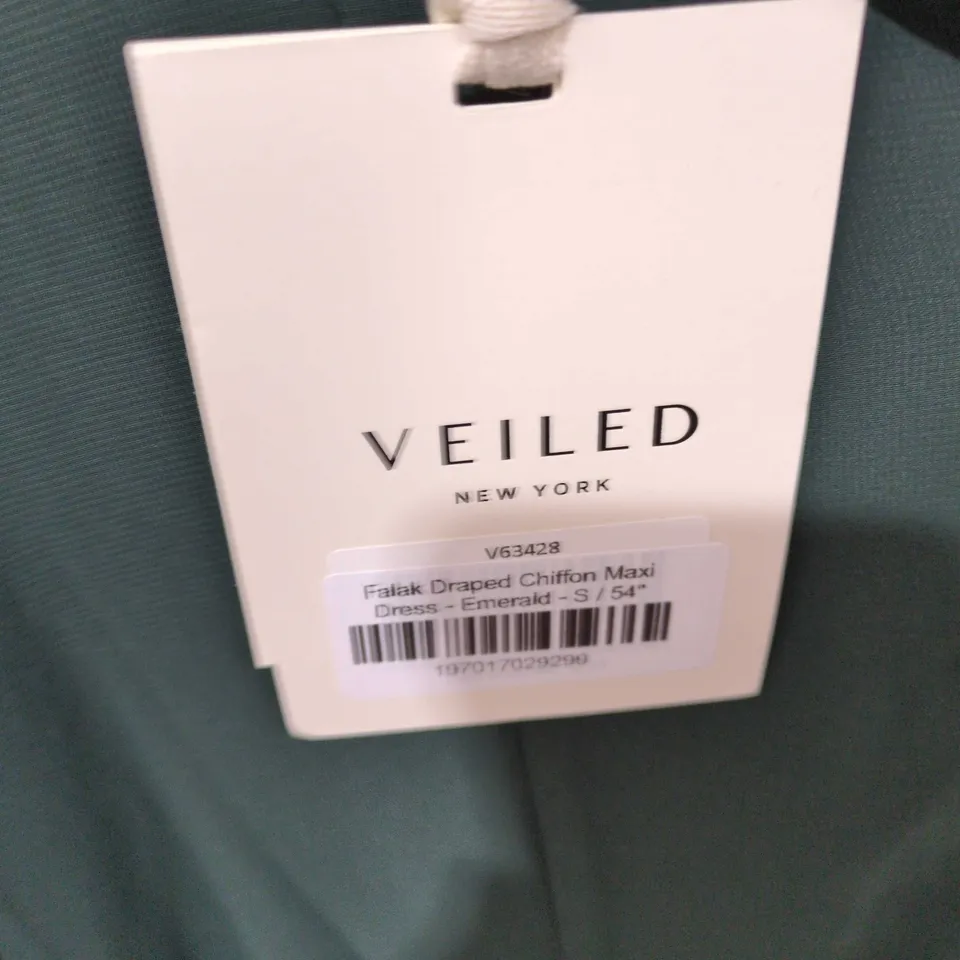 VEILED
NEW YORK
V63428
Falak Draped Chiffon Maxi
Dress - Emerald - S / 54"
197017029299